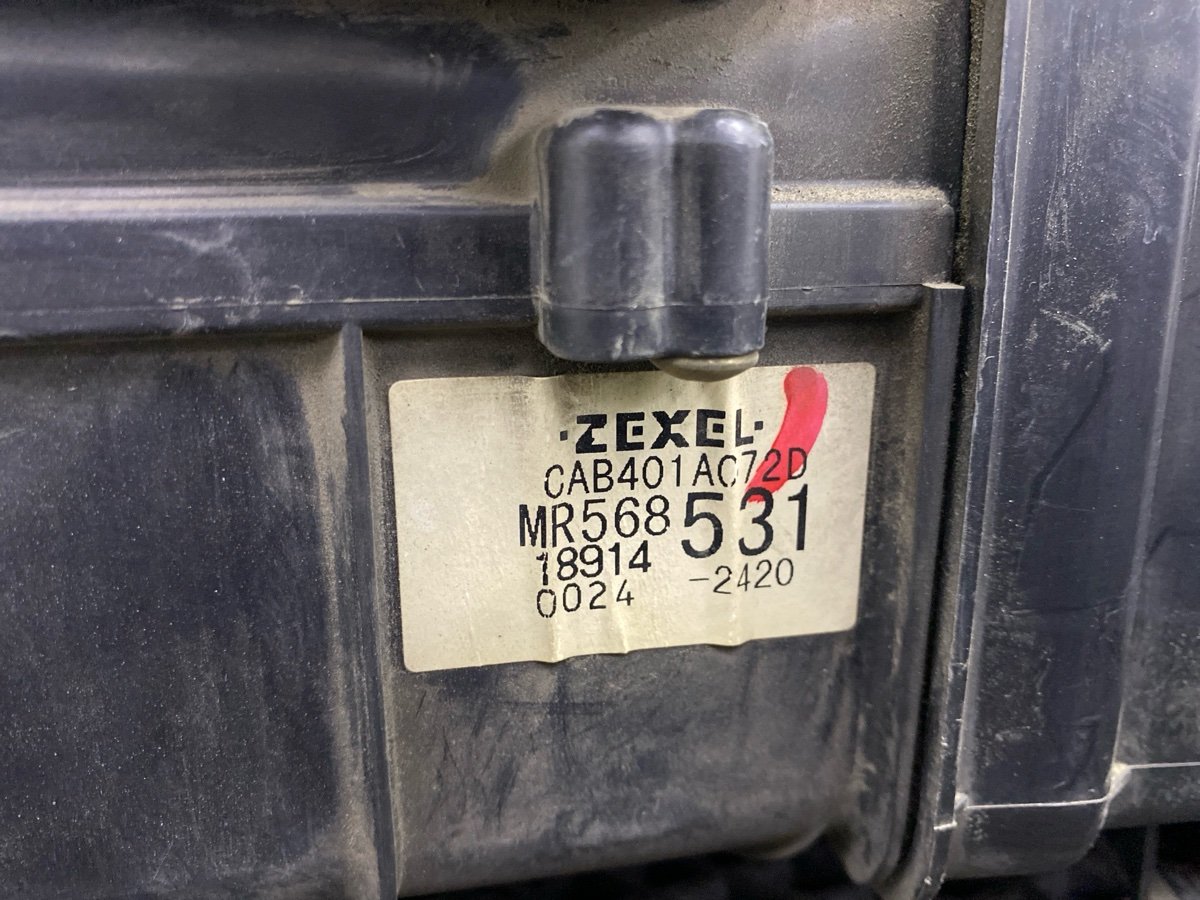 ·ZEXEL·
CAB401AC72D
MR568531
18914
0024 -2420